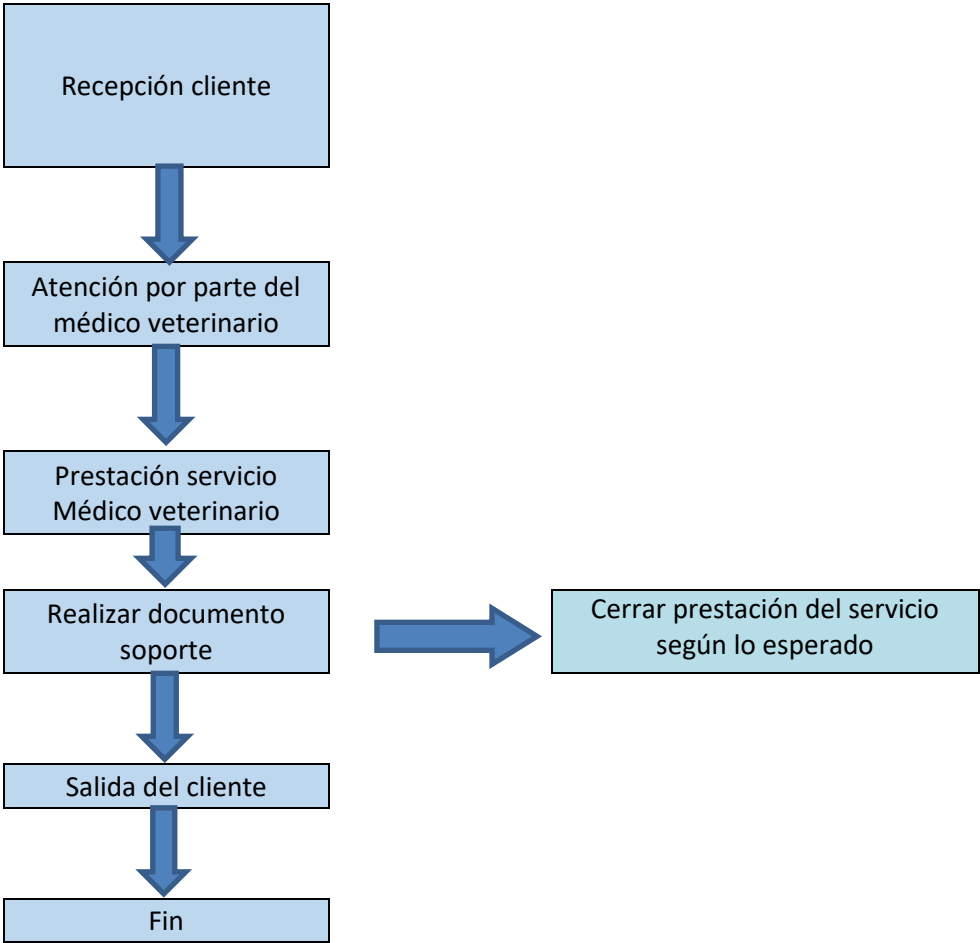 Recepción cliente
Atención por parte del
médico veterinario
Prestación servicio
Médico veterinario
Realizar documento
soporte
Cerrar prestación del servicio
según lo esperado
Salida del cliente
Fin